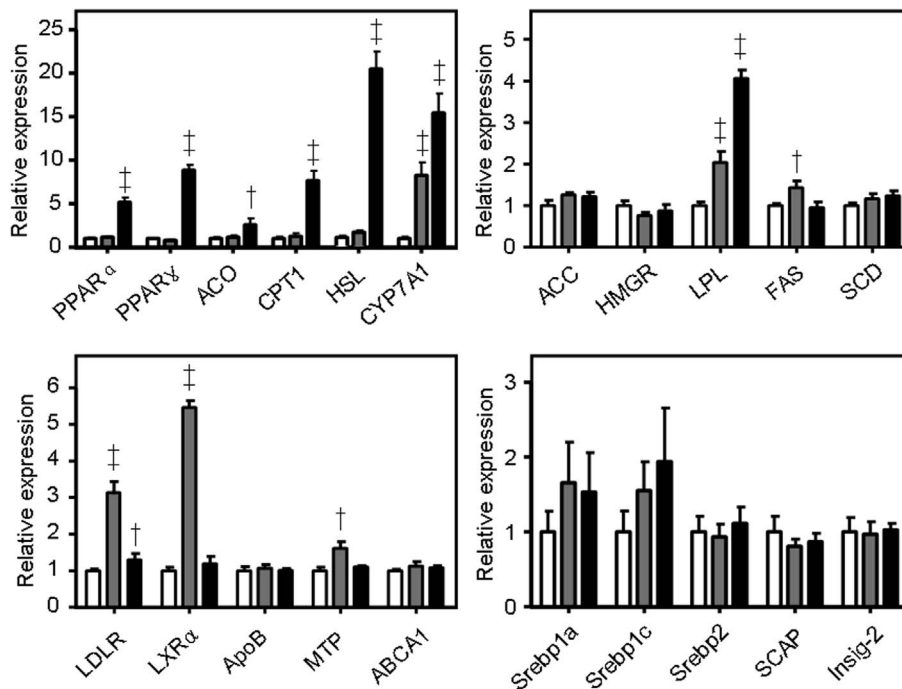 Relative expression
25
20
15
10
5
0
‡
‡
†
‡
‡
‡
‡
PPARα
PPARɣ
ACO
CPT1
HSL
CYP7A1
Relative expression
5
4
3
2
1
0
‡
‡
†
ACC
HMGR
LPL
FAS
SCD
Relative expression
6
5
4
3
2
1
0
‡
†
‡
†
LDLR
LXRα
ApoB
MTP
ABCA1
Relative expression
3
2
1
0
Srebp1a
Srebp1c
Srebp2
SCAP
Insig-2